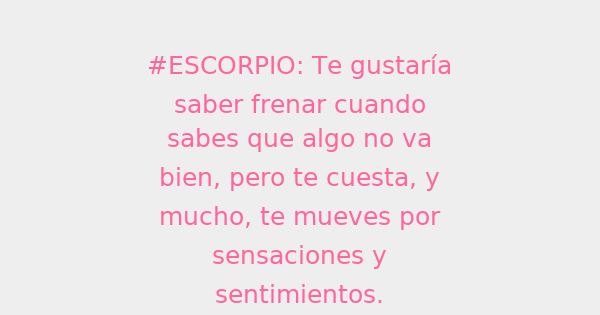 #ESCORPIO: Te gustaría
saber frenar cuando
sabes que algo no va
bien, pero te cuesta, y
mucho, te mueves por
sensaciones y
sentimientos.